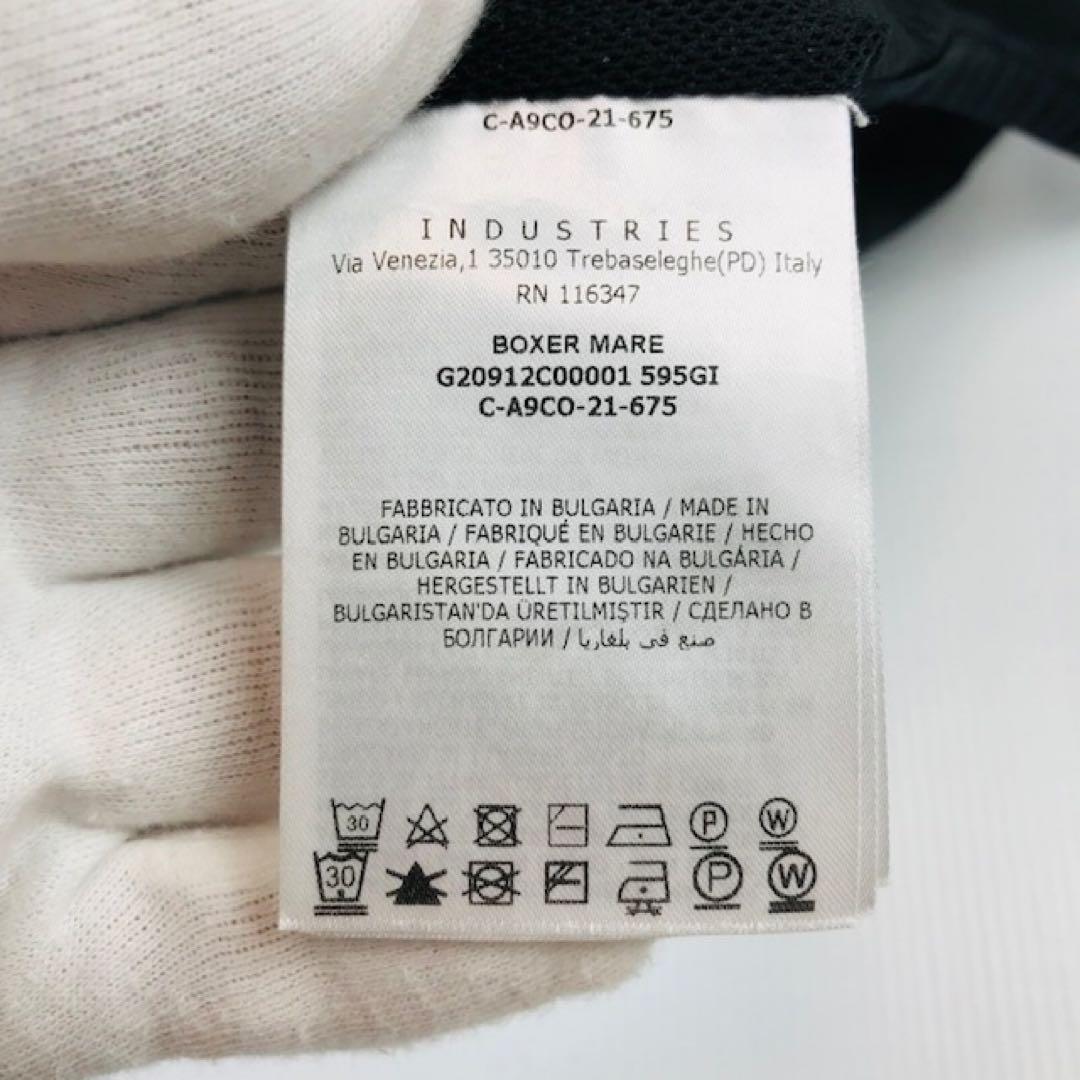 C-A9CO-21-675
INDUSTRIES
Via Venezia,1 35010 Trebaseleghe(PD) Italy
RN 116347
BOXER MARE
G20912C00001 595GI
C-A9CO-21-675
FABBRICATO IN BULGARIA / MADE IN
BULGARIA / FABRIQUÉ EN BULGARIE / HECHO
EN BULGARIA / FABRICADO NA BULGÁRIA /
HERGESTELLT IN BULGARIEN /
BULGARISTAN'DA ÜRETILMIŞTIR / СДЕЛАНО В
БОЛГАРИИ / صنع في بلغاريا
30 P W
30 P W